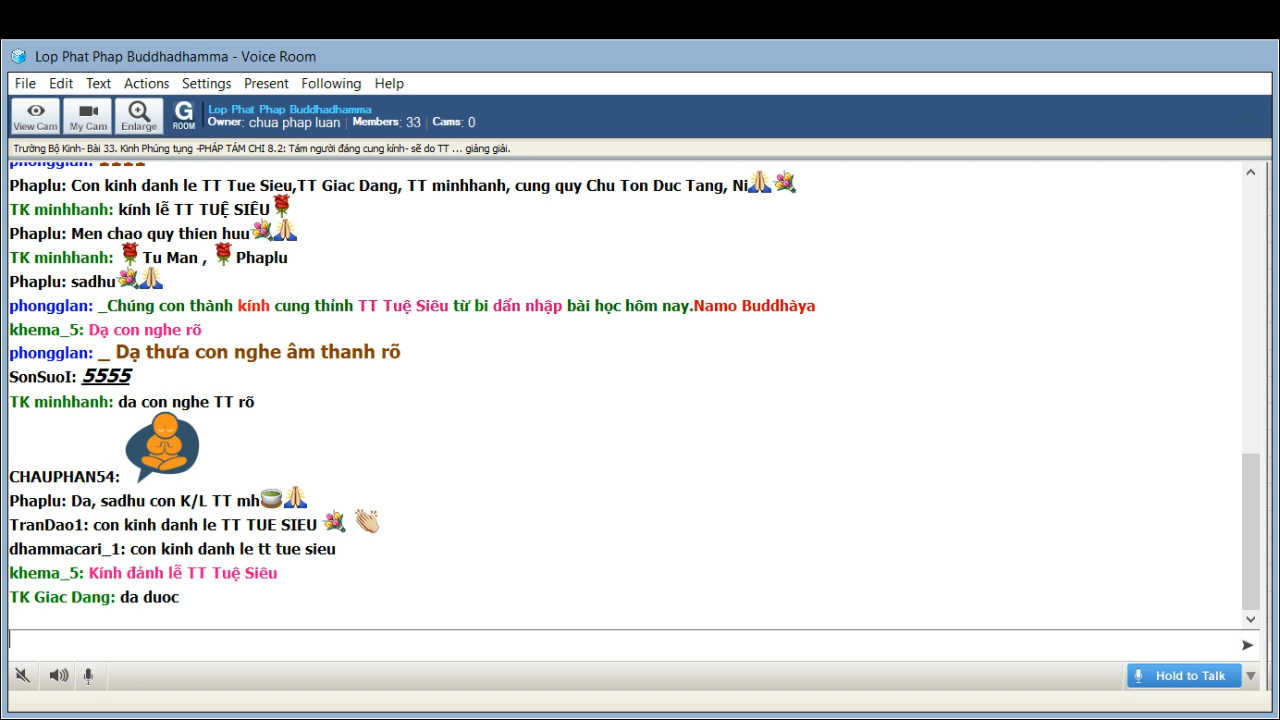 Lop Phat Phap Buddhadhamma - Voice Room
File Edit Text Actions Settings Present Following Help
View Cam My Cam Enlarge G ROOM Lop Phat Phap Buddhadhamma
Owner: chua phap luan | Members: 33 | Cams: 0
Trường Bộ Kinh- Bài 33. Kinh Phúng tụng -PHÁP TÁM CHI 8.2: Tám người đáng cung kính- sẽ do TT ... giảng giải.
phongglan: 1111
Phaplu: Con kinh danh le TT Tue Sieu,TT Giac Dang, TT minhhanh, cung quy Chu Ton Duc Tang, Ni
TK minhhanh: kính lễ TT TUỆ SIÊU
Phaplu: Men chao quy thien huu
TK minhhanh: Tu Man , Phaplu
Phaplu: sadhu
phongglan: _Chúng con thành kính cung thỉnh TT Tuệ Siêu từ bi dẩn nhập bài học hôm nay.Namo Buddhàya
khema_5: Dạ con nghe rõ
phongglan: _ Dạ thưa con nghe âm thanh rõ
SonSuoI: 5555
TK minhhanh: da con nghe TT rõ
CHAUPHAN54:
Phaplu: Da, sadhu con K/L TT mh
TranDao1: con kinh danh le TT TUE SIEU
dhammacari_1: con kinh danh le tt tue sieu
khema_5: Kính đảnh lễ TT Tuệ Siêu
TK Giac Dang: da duoc
Hold to Talk